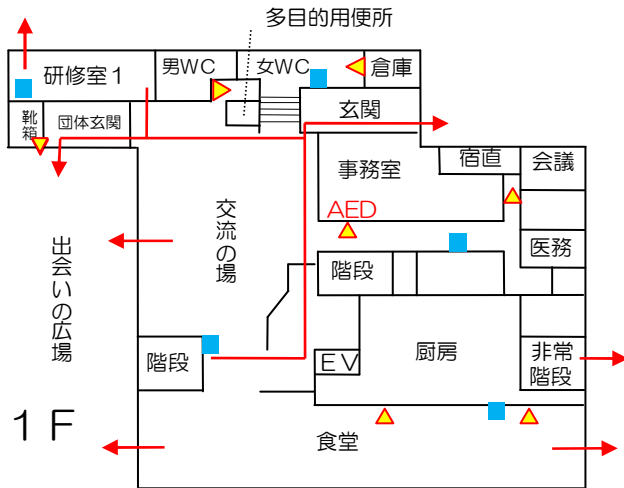 多目的用便所
研修室１
男WC
女WC
倉庫
靴箱
団体玄関
玄関
事務室
宿直
会議
AED
交流の場
出会いの広場
医務
階段
階段
ＥＶ
厨房
非常
階段
１Ｆ
食堂